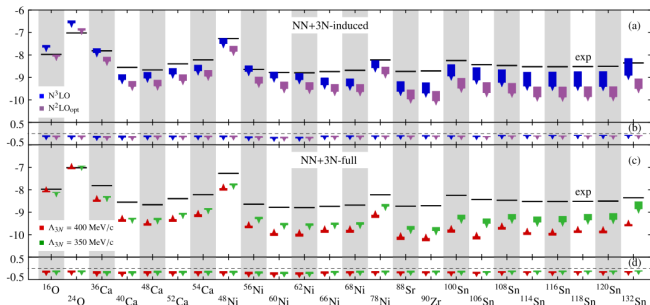 -6 NN+3N-induced (a)
-7
-8
-9 N³LO exp
-10 N²LOopt
0.5
-0.5 (b)
NN+3N-full (c)
-7
-8 exp
-9 Λ3N = 400 MeV/c
-10 Λ3N = 350 MeV/c
0.5
-0.5 (d)
¹⁶O ³⁶Ca ⁴⁸Ca ⁵⁴Ca ⁵⁶Ni ⁶²Ni ⁶⁸Ni ⁸⁸Sr ¹⁰⁰Sn ¹⁰⁸Sn ¹¹⁶Sn ¹²⁰Sn
²⁴O ⁴⁰Ca ⁵²Ca ⁴⁸Ni ⁶⁰Ni ⁶⁶Ni ⁷⁸Ni ⁹⁰Zr ¹⁰⁶Sn ¹¹⁴Sn ¹¹⁸Sn ¹³²Sn